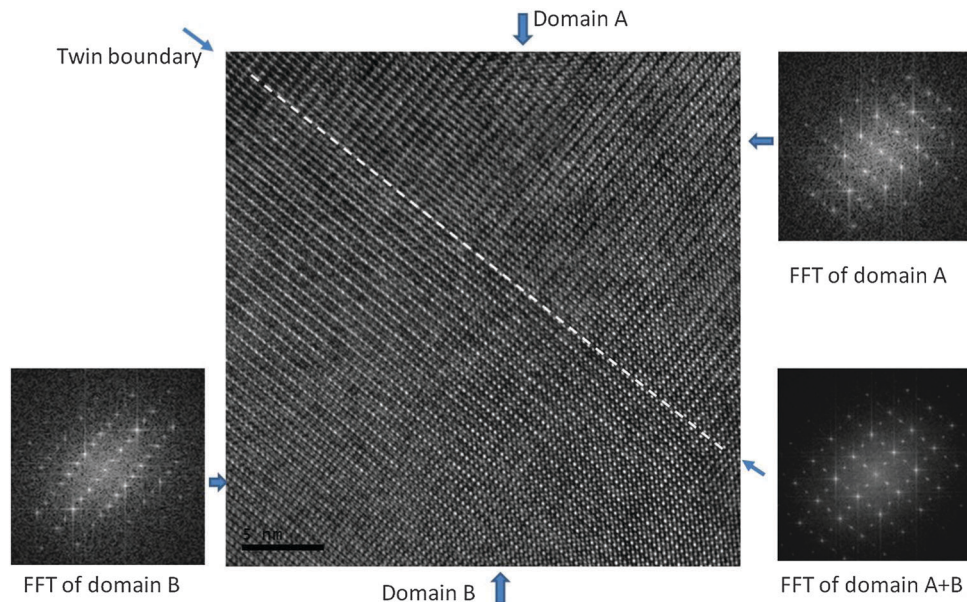 Domain A
Twin boundary
FFT of domain A
5 nm
FFT of domain B
Domain B
FFT of domain A+B